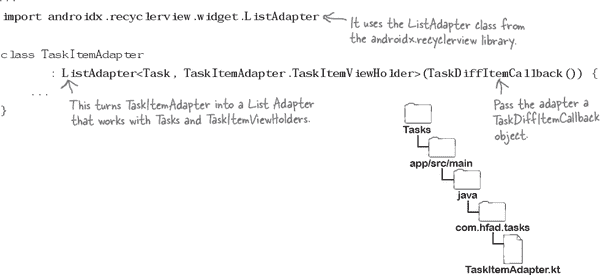 ...
import androidx.recyclerview.widget.ListAdapter
It uses the ListAdapter class from
the androidx.recyclerview library.
class TaskItemAdapter
: ListAdapter<Task, TaskItemAdapter.TaskItemViewHolder>(TaskDiffItemCallback()) {
...
}
This turns TaskItemAdapter into a List Adapter
that works with Tasks and TaskItemViewHolders.
Pass the adapter a
TaskDiffItemCallback
object.
Tasks
app/src/main
java
com.hfad.tasks
TaskItemAdapter.kt